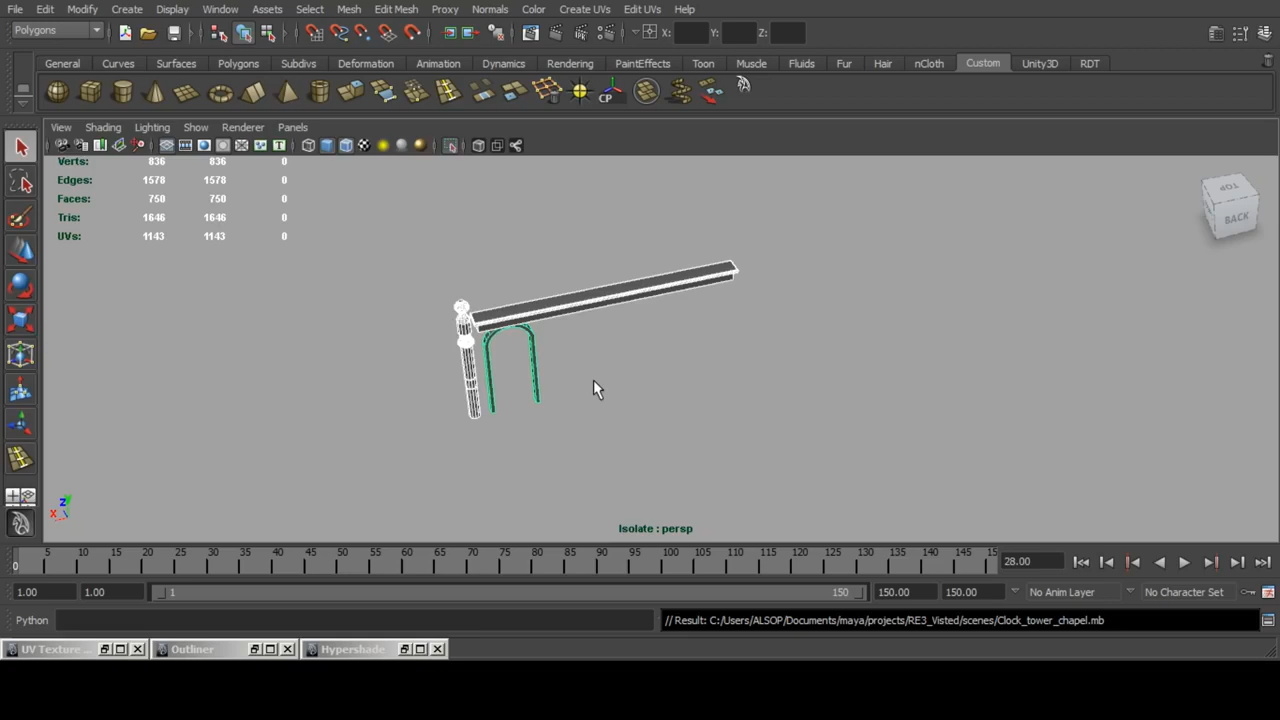 File Edit Modify Create Display Window Assets Select Mesh Edit Mesh Proxy Normals Color Create UVs Edit UVs Help
Polygons X: Y: Z:
General Curves Surfaces Polygons Subdivs Deformation Animation Dynamics Rendering PaintEffects Toon Muscle Fluids Fur Hair nCloth Custom Unity3D RDT
CP
View Shading Lighting Show Renderer Panels
Verts: 836 836 0
Edges: 1578 1578 0
Faces: 750 750 0
Tris: 1646 1646 0
UVs: 1143 1143 0
TOP
BACK
Z
X
Isolate : persp
5 10 15 20 25 30 35 40 45 50 55 60 65 70 75 80 85 90 95 100 105 110 115 120 125 130 135 140 145 15
0 28.00
1.00 1.00 1 150 150.00 150.00 No Anim Layer No Character Set
Python // Result: C:/Users/ALSOP/Documents/maya/projects/RE3_Visted/scenes/Clock_tower_chapel.mb
UV Texture ... Outliner Hypershade